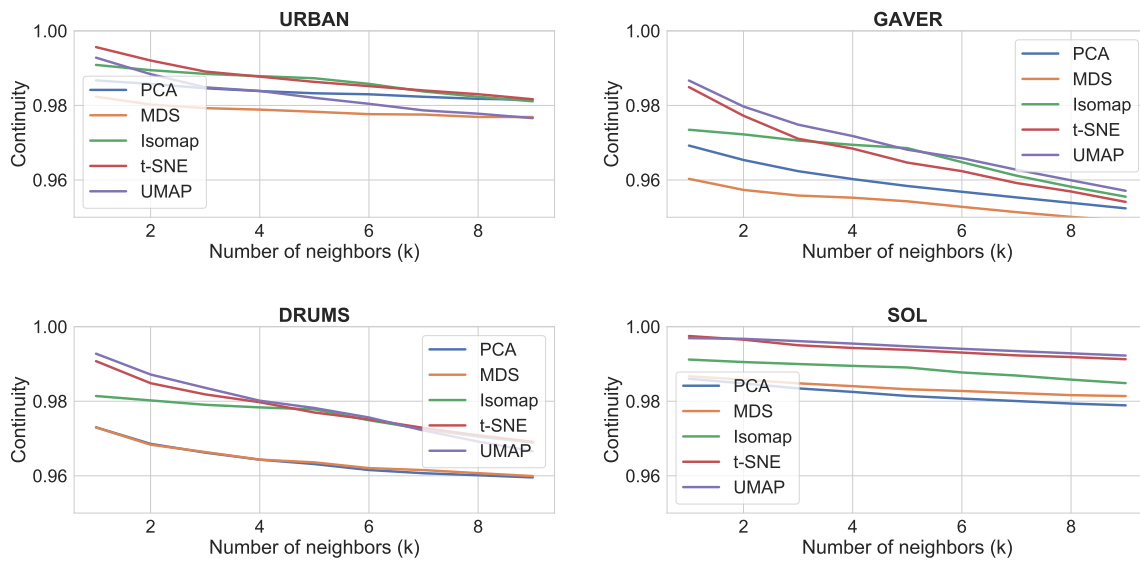 URBAN
1.00
0.98
0.96
Continuity
PCA
MDS
Isomap
t-SNE
UMAP
2 4 6 8
Number of neighbors (k)
GAVER
1.00
0.98
0.96
Continuity
PCA
MDS
Isomap
t-SNE
UMAP
2 4 6 8
Number of neighbors (k)
DRUMS
1.00
0.98
0.96
Continuity
PCA
MDS
Isomap
t-SNE
UMAP
2 4 6 8
Number of neighbors (k)
SOL
1.00
0.98
0.96
Continuity
PCA
MDS
Isomap
t-SNE
UMAP
2 4 6 8
Number of neighbors (k)